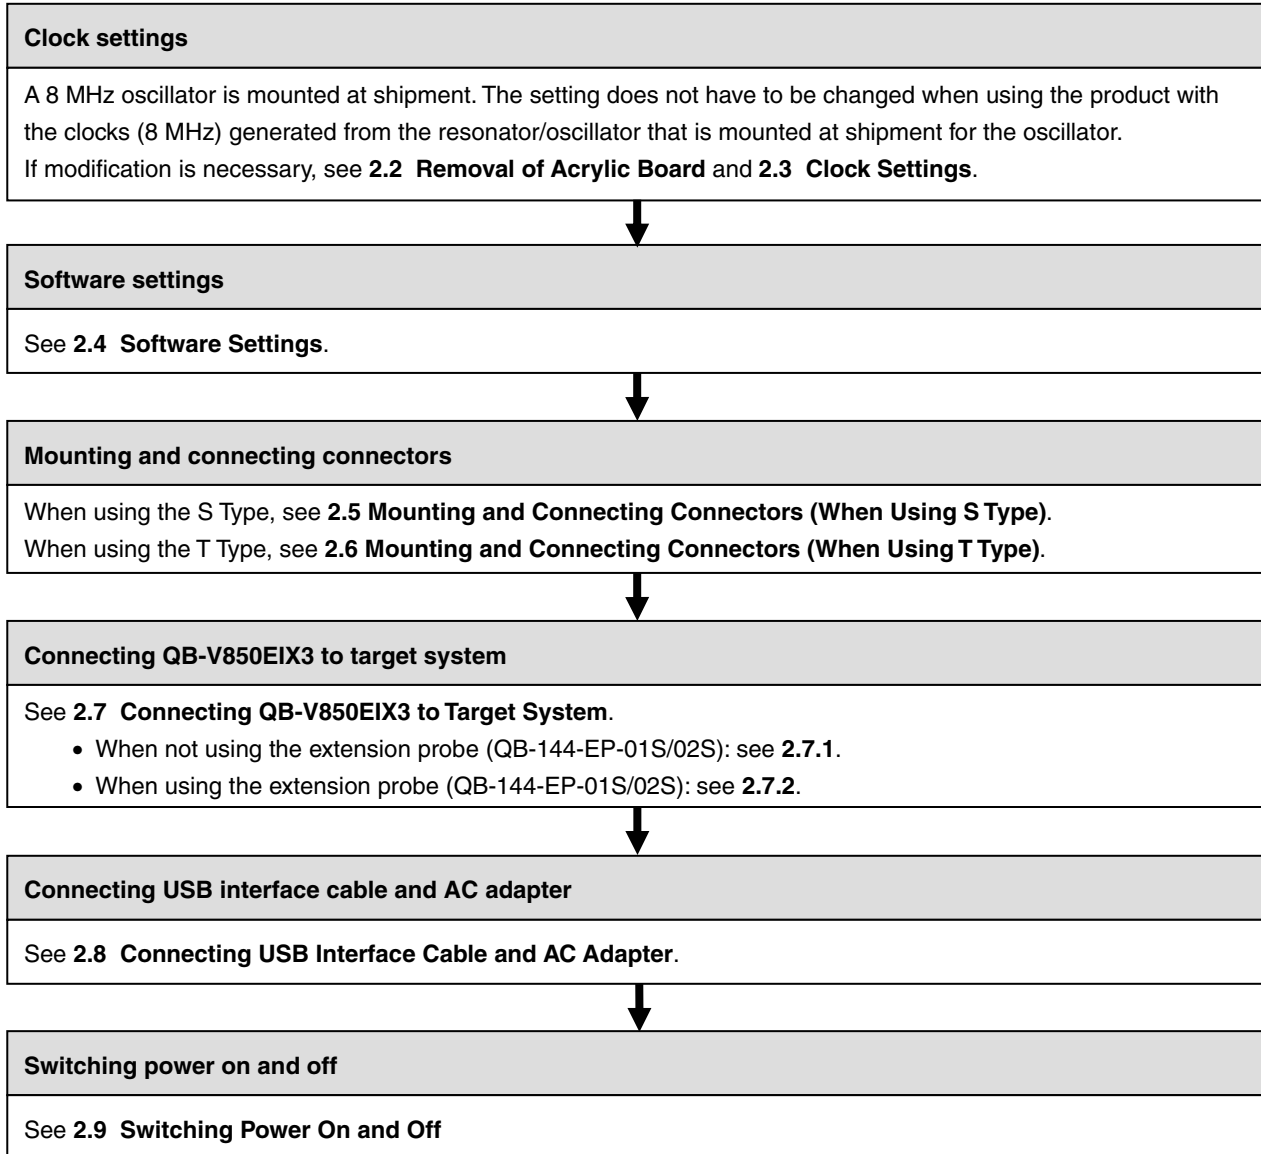 Clock settings
A 8 MHz oscillator is mounted at shipment. The setting does not have to be changed when using the product with
the clocks (8 MHz) generated from the resonator/oscillator that is mounted at shipment for the oscillator.
If modification is necessary, see 2.2 Removal of Acrylic Board and 2.3 Clock Settings.
Software settings
See 2.4 Software Settings.
Mounting and connecting connectors
When using the S Type, see 2.5 Mounting and Connecting Connectors (When Using S Type).
When using the T Type, see 2.6 Mounting and Connecting Connectors (When Using T Type).
Connecting QB-V850EIX3 to target system
See 2.7 Connecting QB-V850EIX3 to Target System.
• When not using the extension probe (QB-144-EP-01S/02S): see 2.7.1.
• When using the extension probe (QB-144-EP-01S/02S): see 2.7.2.
Connecting USB interface cable and AC adapter
See 2.8 Connecting USB Interface Cable and AC Adapter.
Switching power on and off
See 2.9 Switching Power On and Off